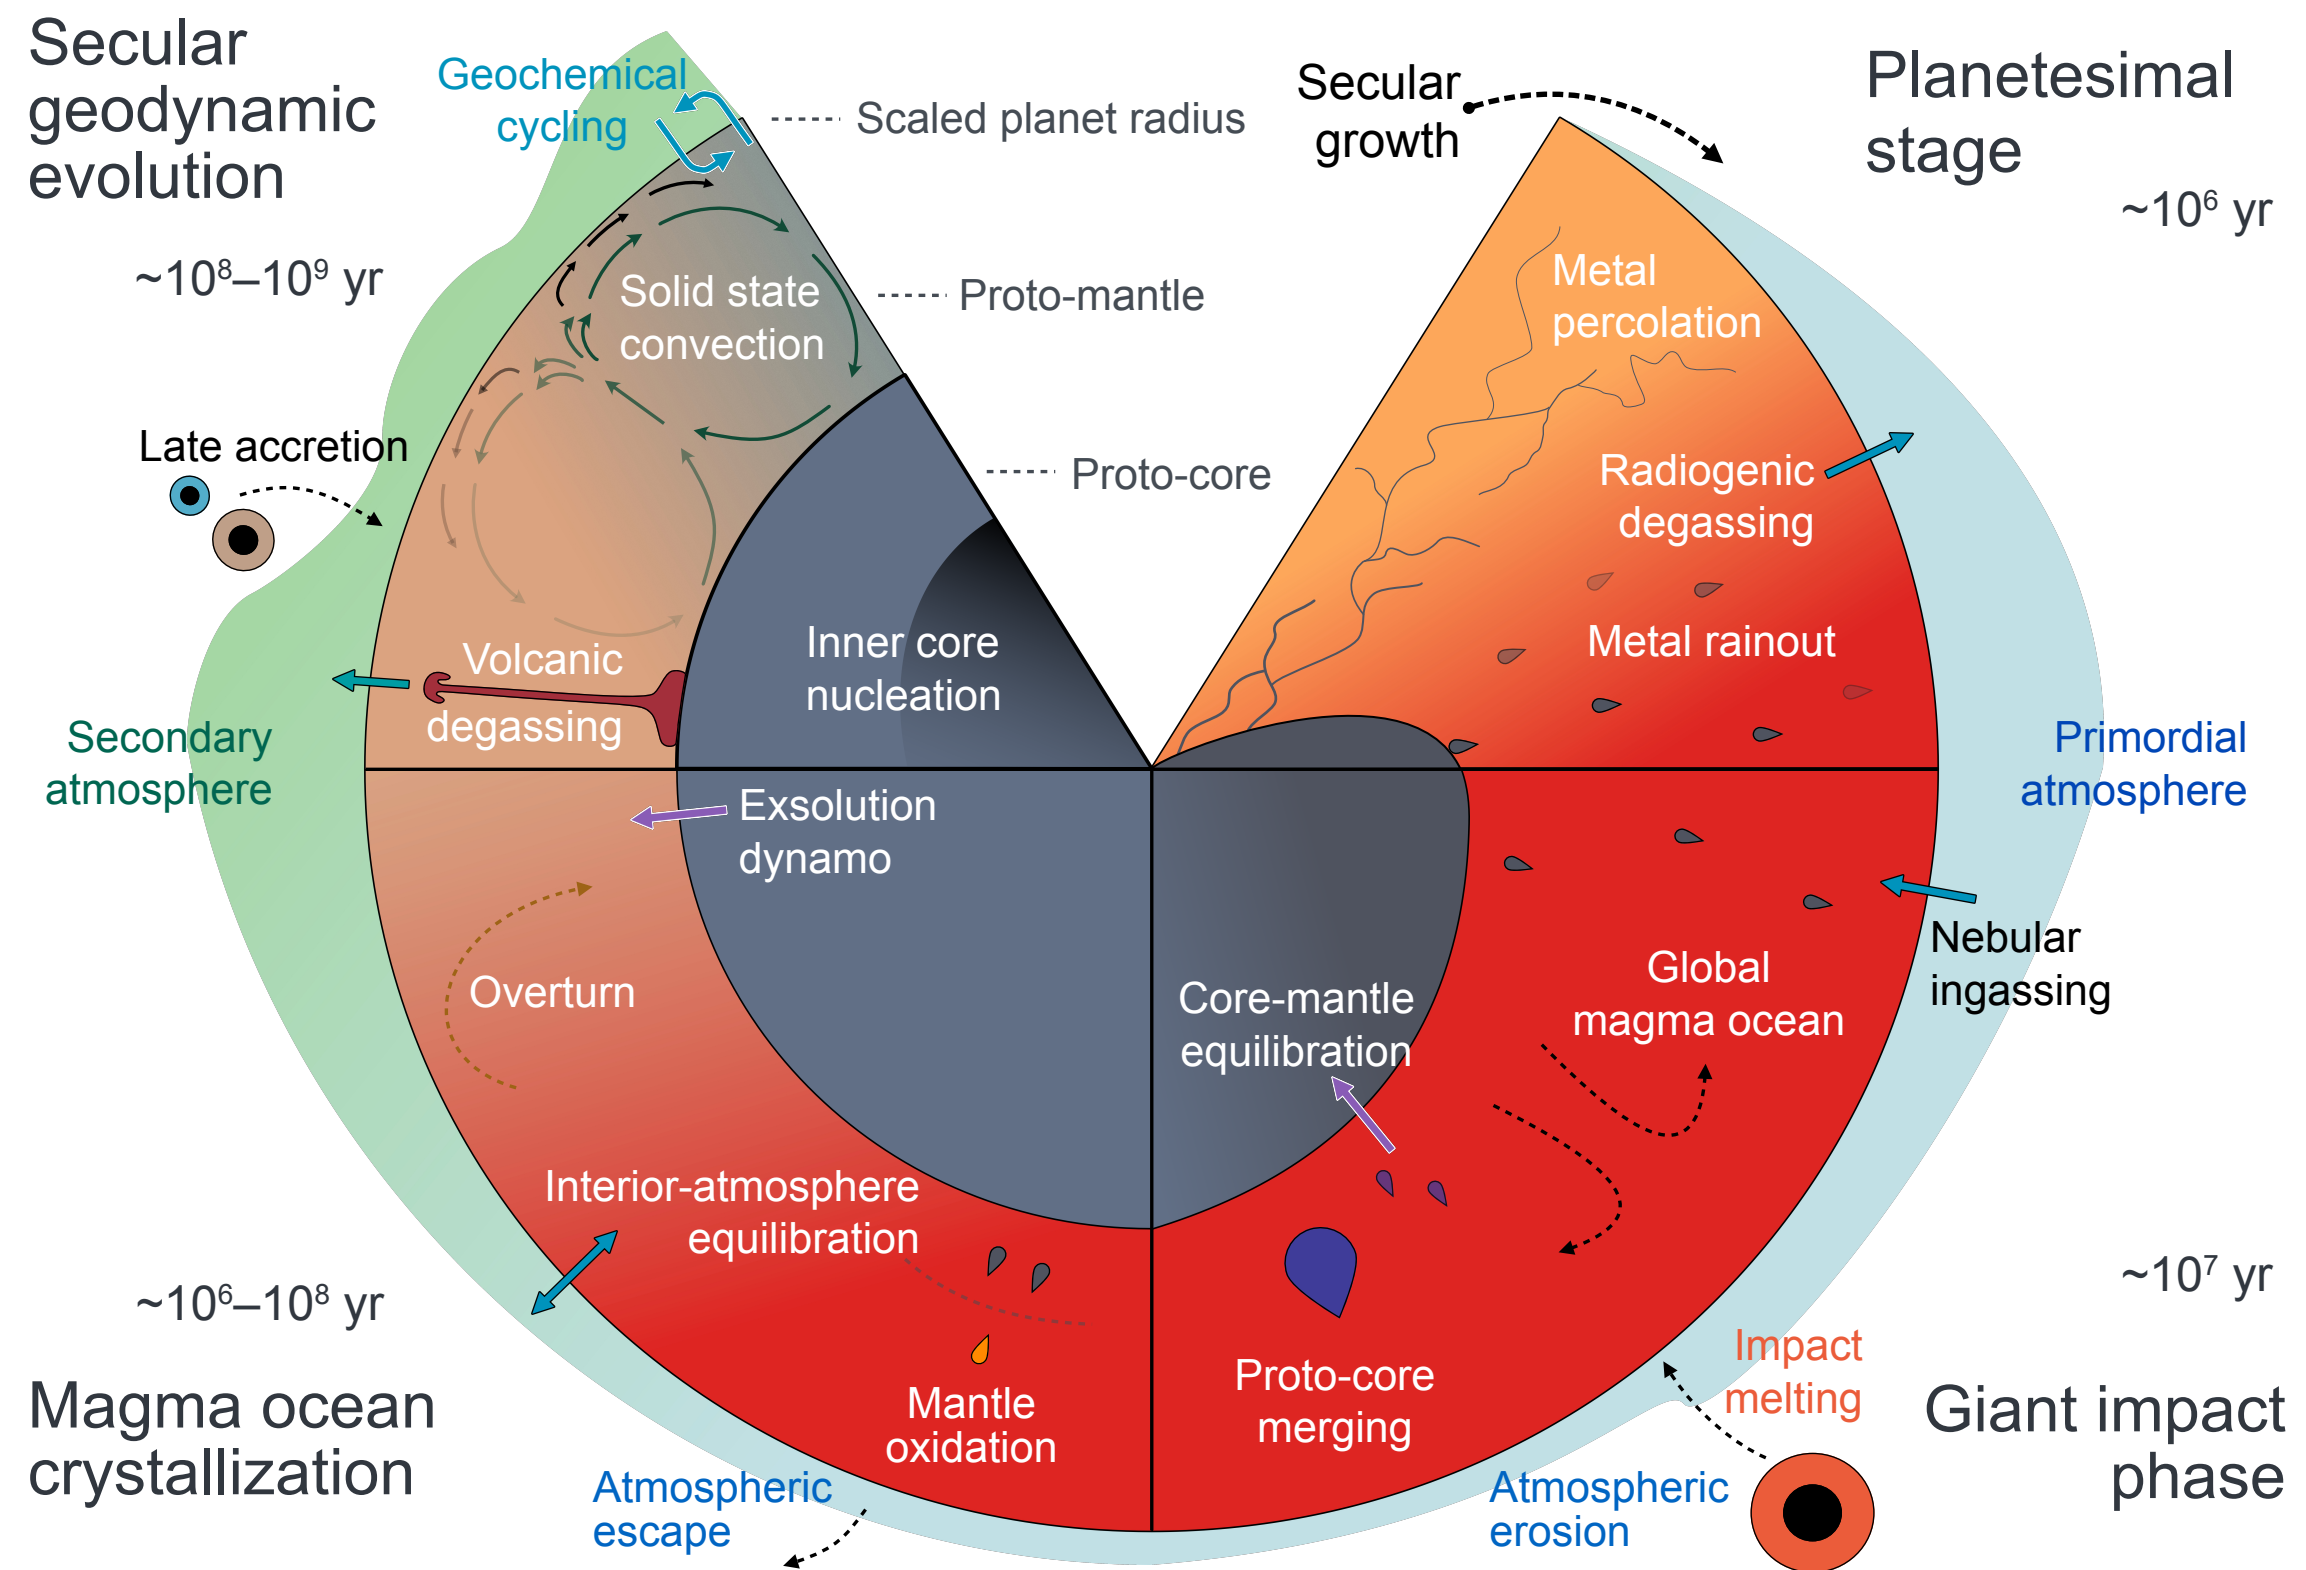 Secular
geodynamic
evolution
~10⁸–10⁹ yr
Geochemical
cycling
Scaled planet radius
Proto-mantle
Proto-core
Secular
growth
Planetesimal
stage
~10⁶ yr
Solid state
convection
Metal
percolation
Late accretion
Radiogenic
degassing
Metal rainout
Volcanic
degassing
Inner core
nucleation
Secondary
atmosphere
Primordial
atmosphere
Exsolution
dynamo
Overturn
Nebular
ingassing
Global
magma ocean
Core-mantle
equilibration
Interior-atmosphere
equilibration
~10⁶–10⁸ yr
Magma ocean
crystallization
Mantle
oxidation
Proto-core
merging
~10⁷ yr
Impact
melting
Giant impact
phase
Atmospheric
escape
Atmospheric
erosion